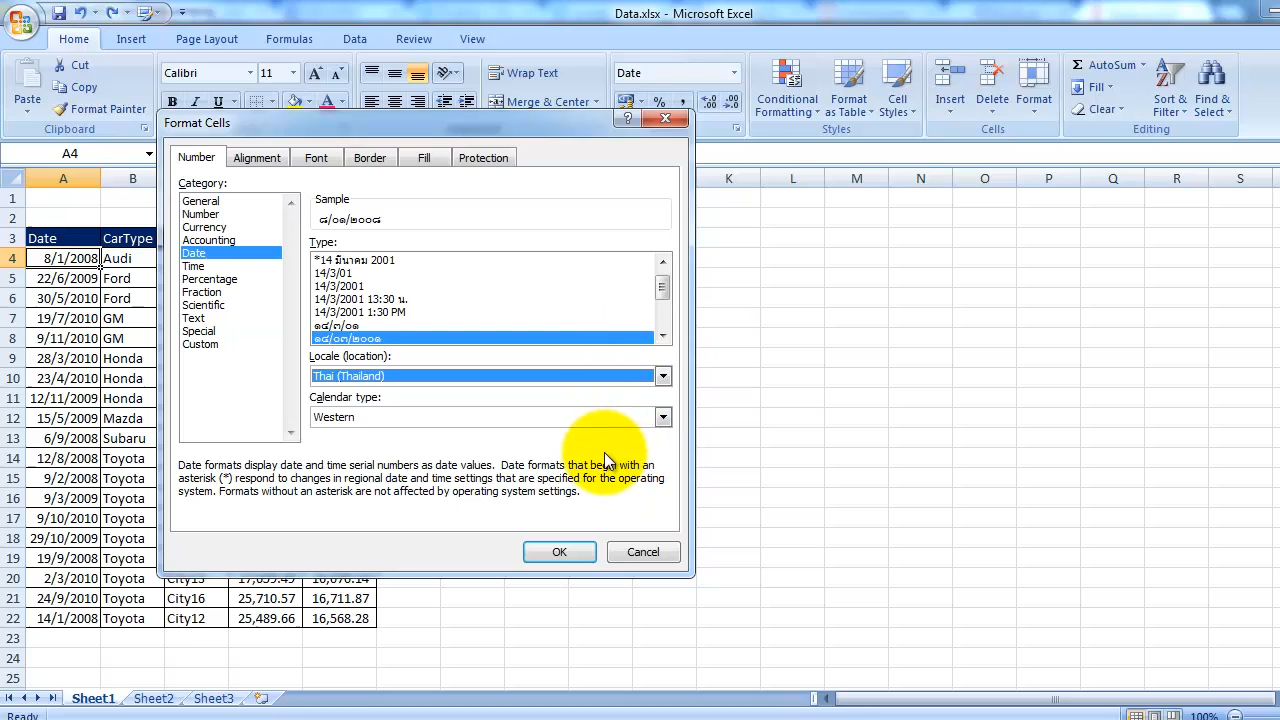 Data.xlsx - Microsoft Excel
Home Insert Page Layout Formulas Data Review View
Paste
Cut
Copy
Format Painter
Clipboard
Calibri 11
B I U
Wrap Text
Merge & Center
Date
%
Conditional Formatting
Format as Table
Cell Styles
Styles
Insert Delete Format
Cells
AutoSum
Fill
Clear
Sort & Filter
Find & Select
Editing
A4
A B K L M N O P Q R S
1
2
3 Date CarType
4 8/1/2008 Audi
5 22/6/2009 Ford
6 30/5/2010 Ford
7 19/7/2010 GM
8 9/11/2010 GM
9 28/3/2010 Honda
10 23/4/2010 Honda
11 12/11/2009 Honda
12 15/5/2009 Mazda
13 6/9/2008 Subaru
14 12/8/2008 Toyota
15 9/2/2008 Toyota
16 9/3/2009 Toyota
17 9/10/2010 Toyota
18 29/10/2009 Toyota
19 19/9/2008 Toyota
20 2/3/2010 Toyota
21 24/9/2010 Toyota City16 25,710.57 16,711.87
22 14/1/2008 Toyota City12 25,489.66 16,568.28
23
24
25
Format Cells
Number Alignment Font Border Fill Protection
Category:
General
Number
Currency
Accounting
Date
Time
Percentage
Fraction
Scientific
Text
Special
Custom
Sample
๘/๐๑/๒๐๐๘
Type:
*14 มีนาคม 2001
14/3/01
14/3/2001
14/3/2001 13:30 น.
14/3/2001 1:30 PM
๑๔/๓/๐๑
๑๔/๐๓/๒๐๐๑
Locale (location):
Thai (Thailand)
Calendar type:
Western
Date formats display date and time serial numbers as date values. Date formats that begin with an
asterisk (*) respond to changes in regional date and time settings that are specified for the operating
system. Formats without an asterisk are not affected by operating system settings.
OK Cancel
Sheet1 Sheet2 Sheet3
Ready
100%